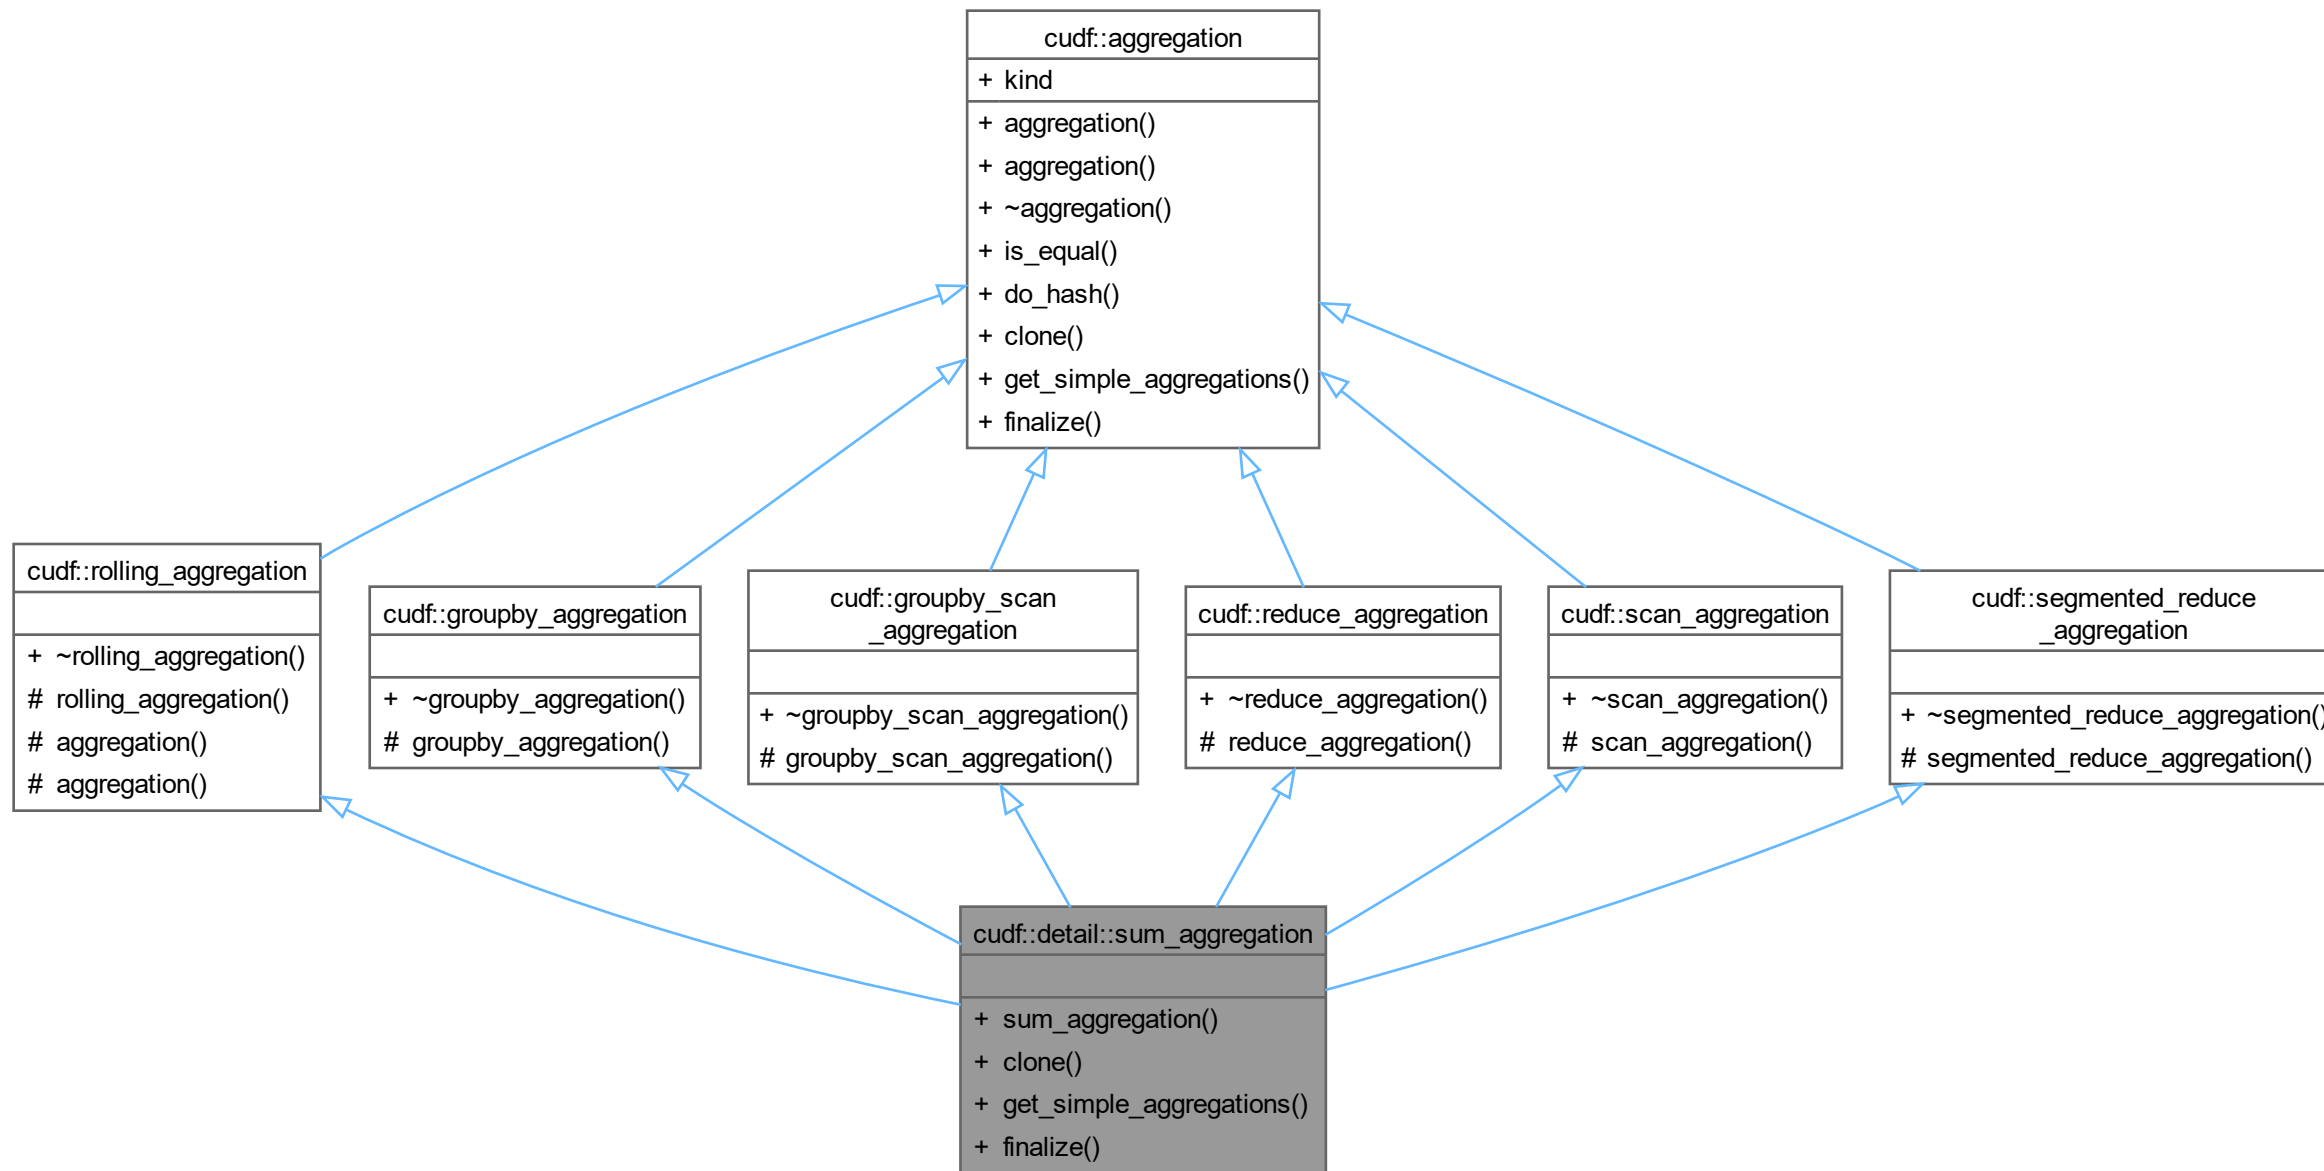 cudf::aggregation
+ kind
+ aggregation()
+ aggregation()
+ ~aggregation()
+ is_equal()
+ do_hash()
+ clone()
+ get_simple_aggregations()
+ finalize()
cudf::rolling_aggregation
+ ~rolling_aggregation()
# rolling_aggregation()
# aggregation()
# aggregation()
cudf::groupby_aggregation
+ ~groupby_aggregation()
# groupby_aggregation()
cudf::groupby_scan
_aggregation
+ ~groupby_scan_aggregation()
# groupby_scan_aggregation()
cudf::reduce_aggregation
+ ~reduce_aggregation()
# reduce_aggregation()
cudf::scan_aggregation
+ ~scan_aggregation()
# scan_aggregation()
cudf::segmented_reduce
_aggregation
+ ~segmented_reduce_aggregation()
# segmented_reduce_aggregation()
cudf::detail::sum_aggregation
+ sum_aggregation()
+ clone()
+ get_simple_aggregations()
+ finalize()